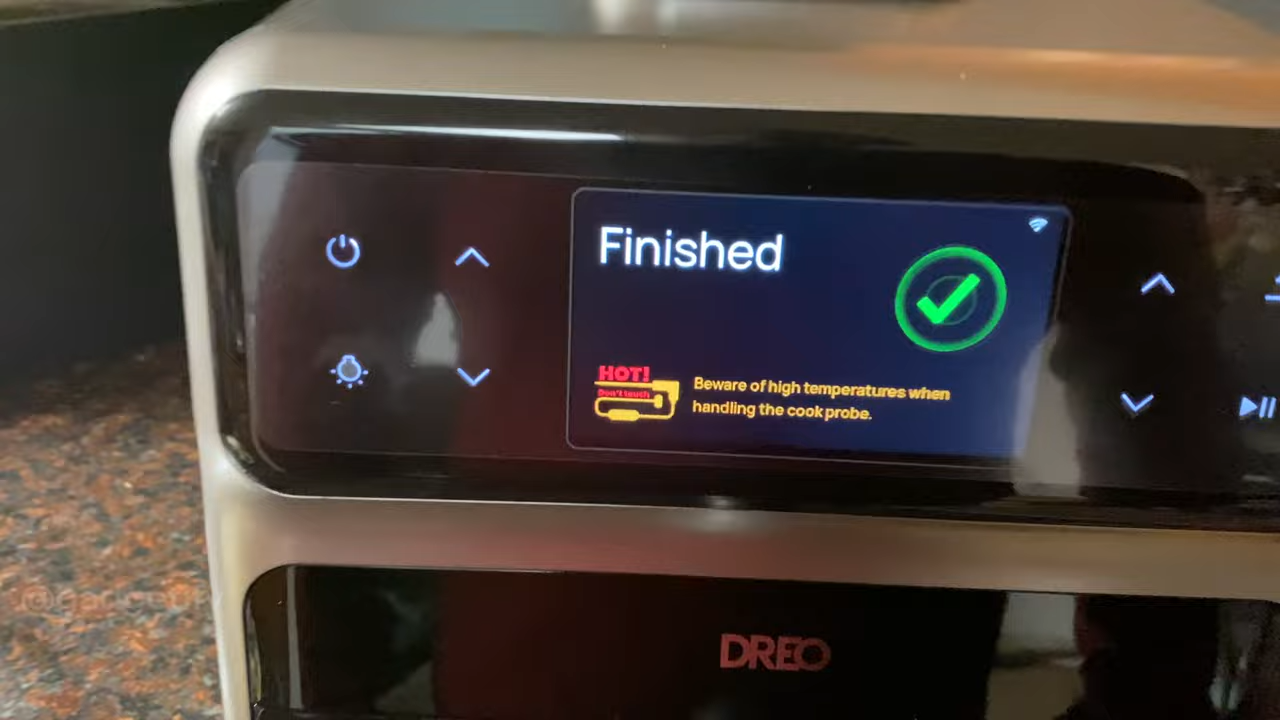 Finished
HOT!
Don't touch
Beware of high temperatures when
handling the cook probe.
DREO